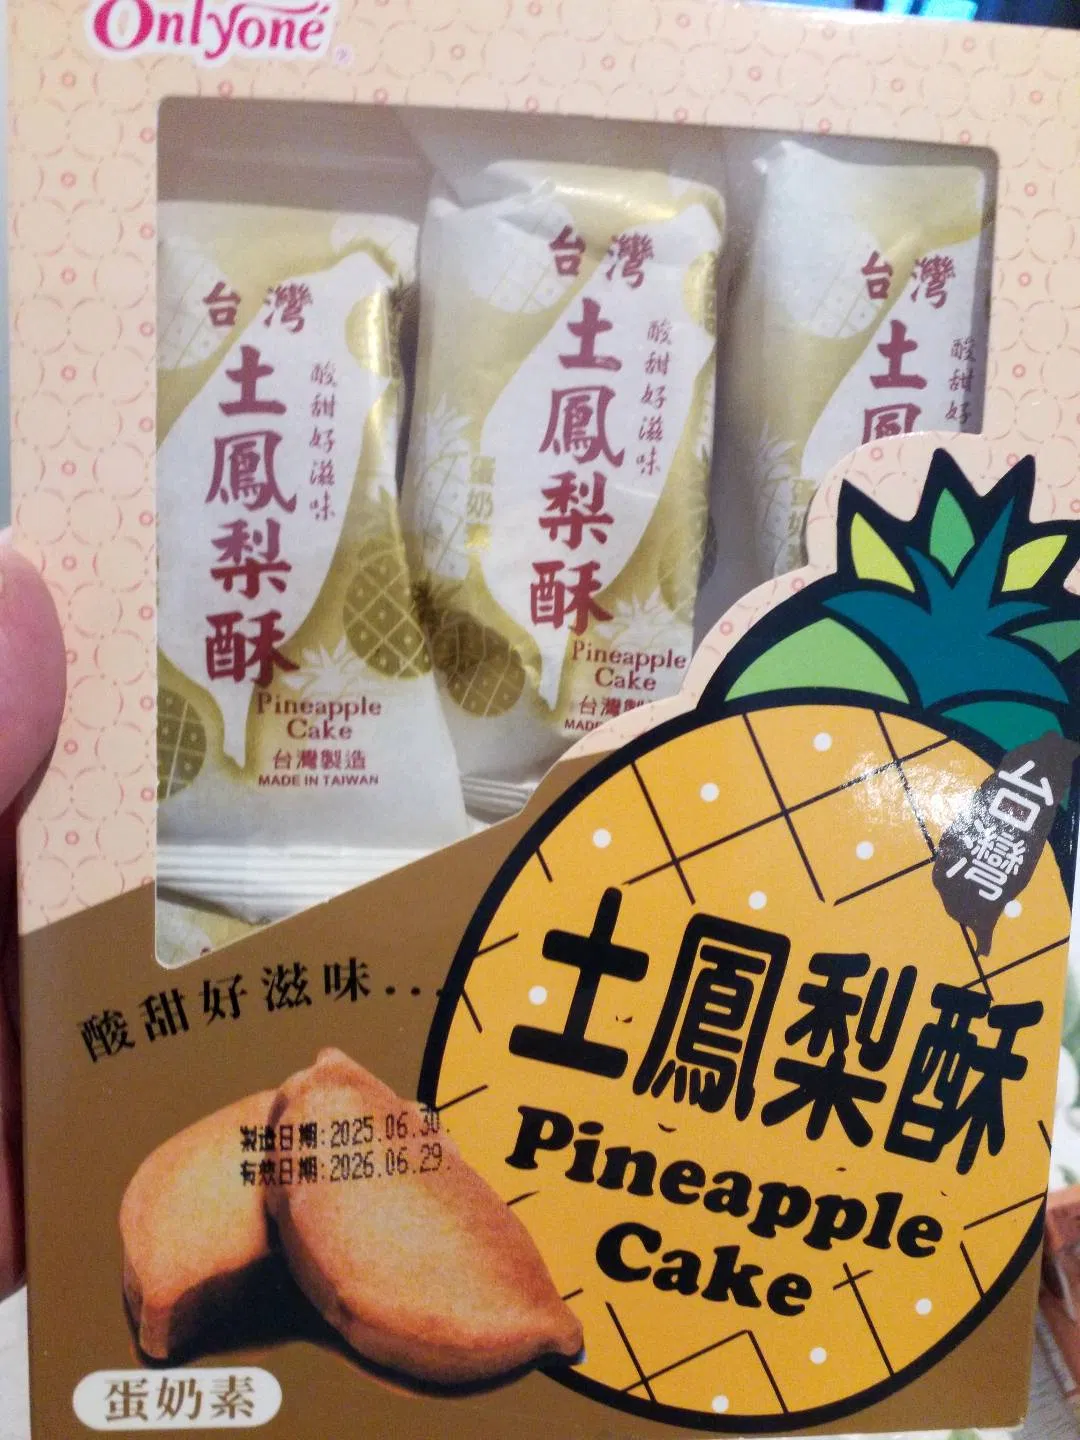 Onlyoné®
台灣
土鳳梨酥
酸甜好滋味
Pineapple
Cake
台灣製造
MADE IN TAIWAN
台灣
土鳳梨酥
酸甜好滋味
蛋奶素
Pineapple
Cake
台灣製
MADE
台灣
土鳳
酸甜好
蛋
台灣
土鳳梨酥
Pineapple
Cake
酸甜好滋味...
製造日期:2025.06.30.
有效日期:2026.06.29.
蛋奶素